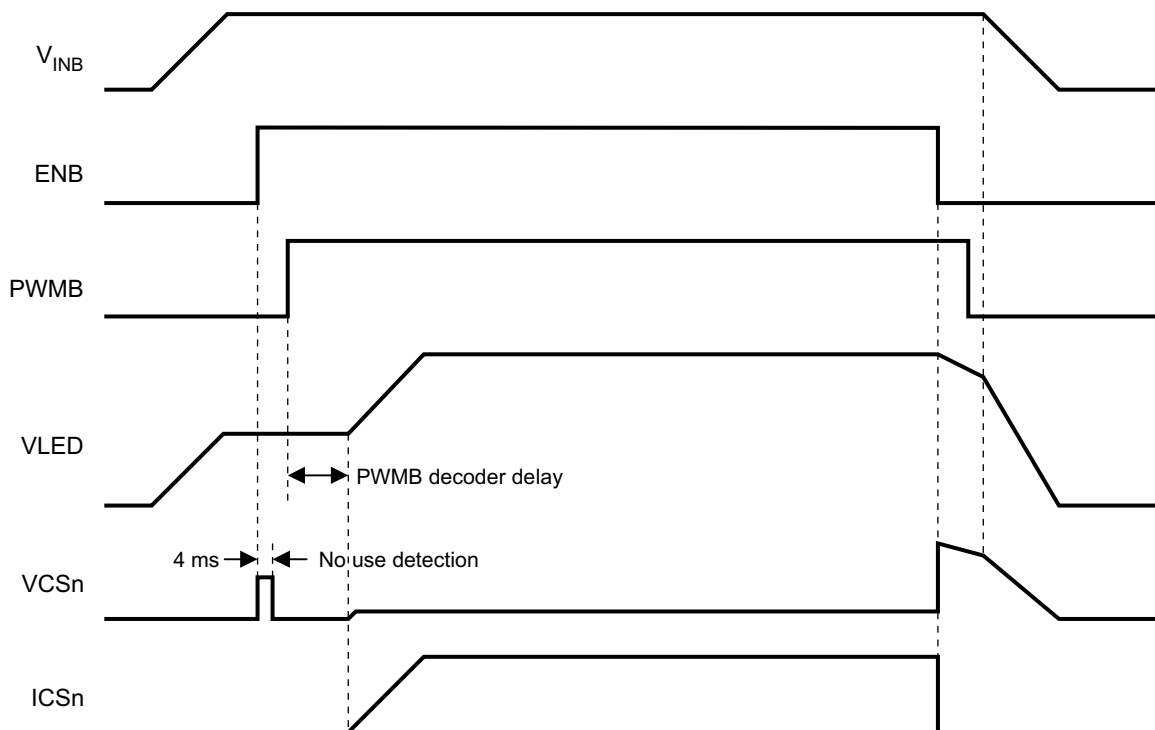 VINB
ENB
PWMB
VLED
PWMB decoder delay
4 ms
No use detection
VCSn
ICSn